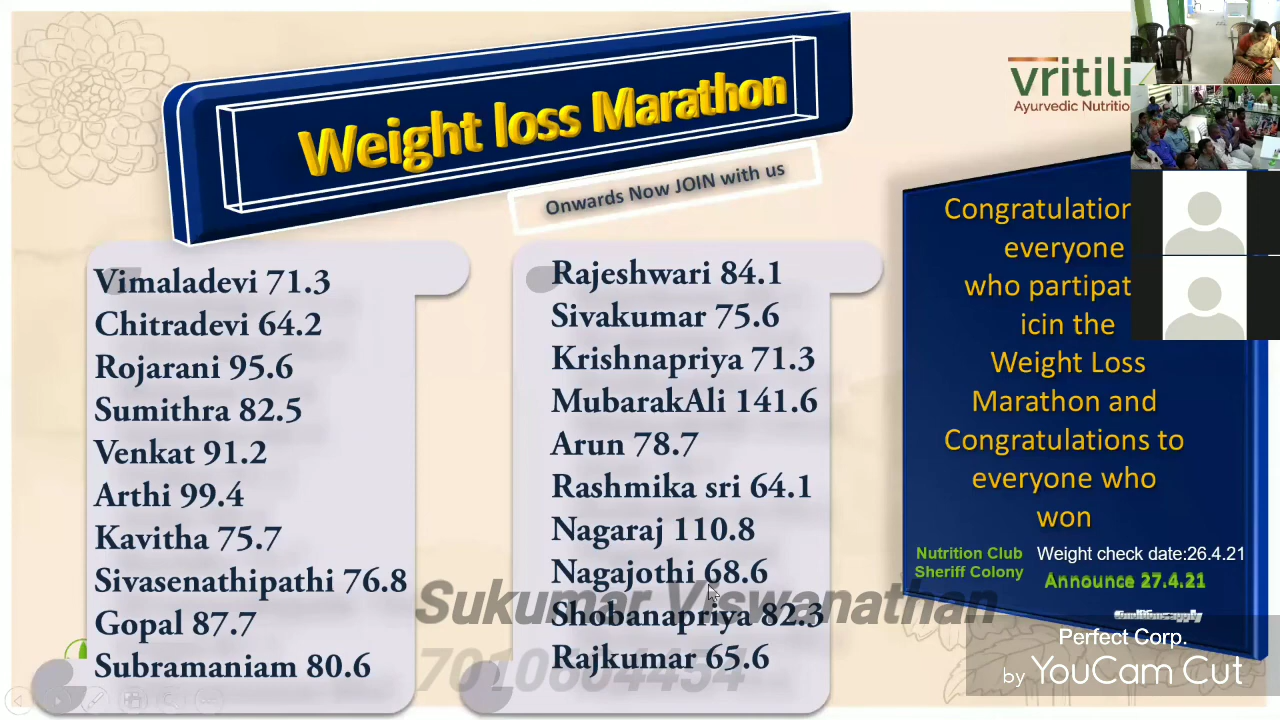 Weight loss Marathon
Onwards Now JOIN with us
vritili
Ayurvedic Nutritio
Vimaladevi 71.3
Chitradevi 64.2
Rojarani 95.6
Sumithra 82.5
Venkat 91.2
Arthi 99.4
Kavitha 75.7
Sivasenathipathi 76.8
Gopal 87.7
Subramaniam 80.6
Rajeshwari 84.1
Sivakumar 75.6
Krishnapriya 71.3
MubarakAli 141.6
Arun 78.7
Rashmika sri 64.1
Nagaraj 110.8
Nagajothi 68.6
Shobanapriya 82.3
Rajkumar 65.6
Sukumar Viswanathan
7010604454
Congratulation
everyone
who partipat
icin the
Weight Loss
Marathon and
Congratulations to
everyone who
won
Nutrition Club
Sheriff Colony
Weight check date:26.4.21
Announce 27.4.21
Conditions apply
Perfect Corp.
by YouCam Cut